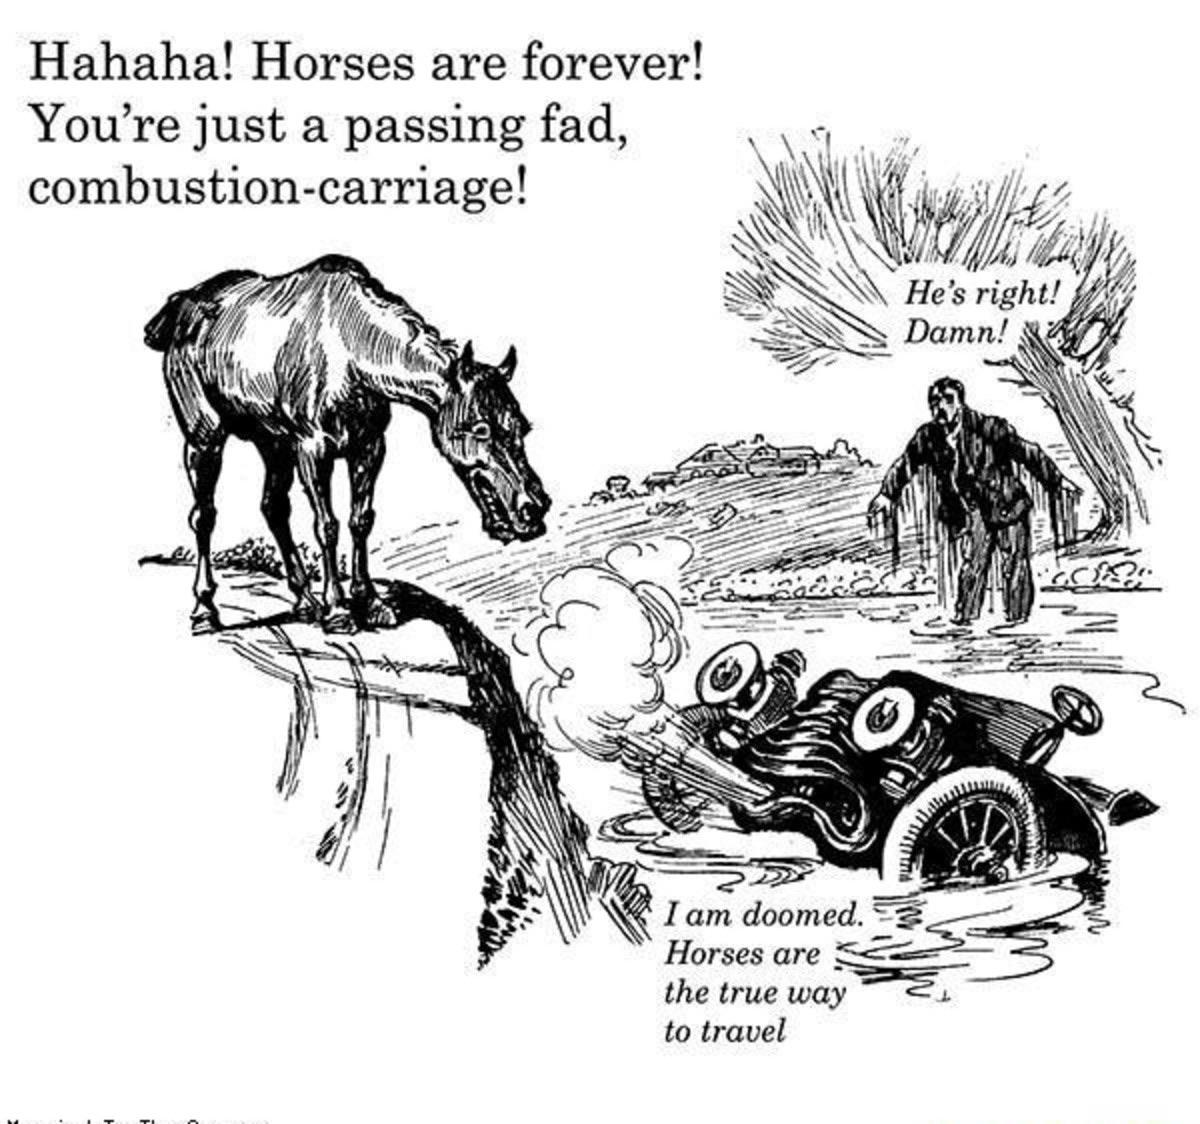 Hahaha! Horses are forever!
You're just a passing fad,
combustion-carriage!
He's right!
Damn!
I am doomed.
Horses are
the true way
to travel